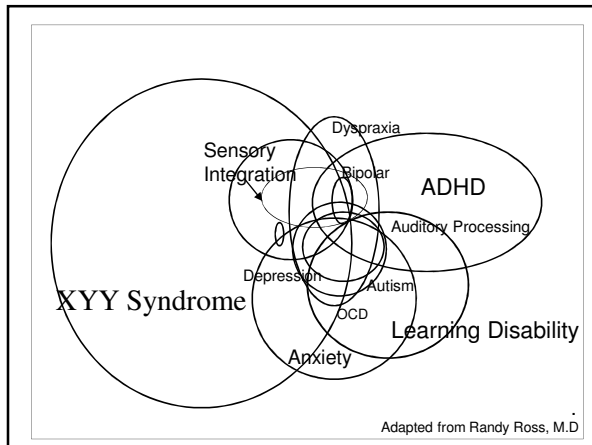 Dyspraxia
Sensory
Integration
Bipolar
ADHD
Auditory Processing
Depression
Autism
XYY Syndrome
OCD
Learning Disability
Anxiety
.
Adapted from Randy Ross, M.D